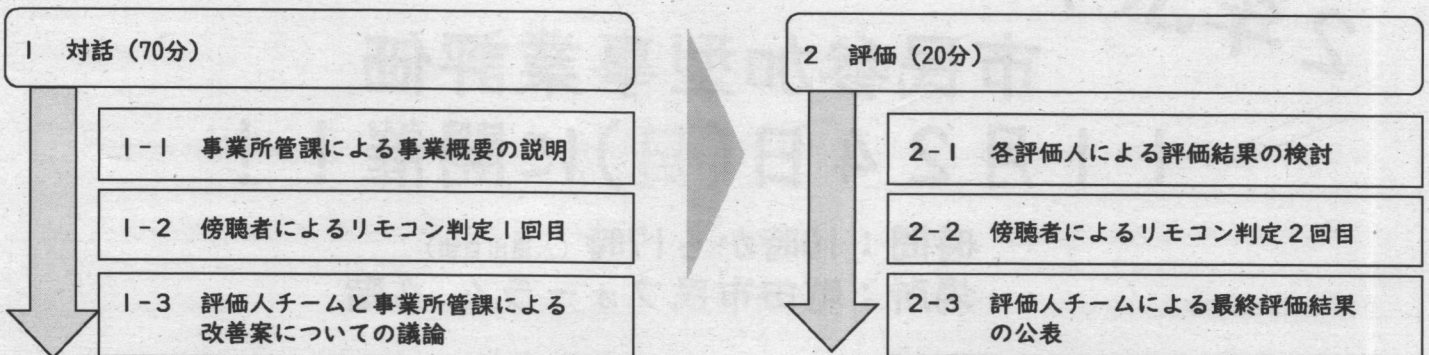 1 対話（70分）
1-1 事業所管課による事業概要の説明
1-2 傍聴者によるリモコン判定1回目
1-3 評価人チームと事業所管課による
改善案についての議論
2 評価（20分）
2-1 各評価人による評価結果の検討
2-2 傍聴者によるリモコン判定2回目
2-3 評価人チームによる最終評価結果
の公表